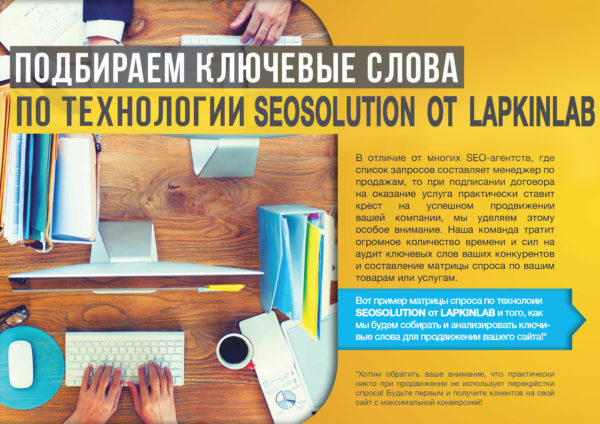 ПОДБИРАЕМ КЛЮЧЕВЫЕ СЛОВА
ПО ТЕХНОЛОГИИ SEOSOLUTION ОТ LAPKINLAB
В отличие от многих SEO-агентств, где
список запросов составляет менеджер по
продажам, то при подписании договора
на оказание услуга практически ставит
крест на успешном продвижении
вашей компании, мы уделяем этому
особое внимание. Наша команда тратит
огромное количество времени и сил на
аудит ключевых слов ваших конкурентов
и составление матрицы спроса по вашим
товарам или услугам.
Вот пример матрицы спроса по технолоии
SEOSOLUTION от LAPKINLAB и того, как
мы будем собирать и анализировать ключи-
вые слова для продвижении вашего сайта!*
*Хотим обратить ваше внимание, что практически
никто при продвижении не использует перекрёстки
спроса! Будьте первым и получите клиентов на свой
сайт с максимальной конверсией!